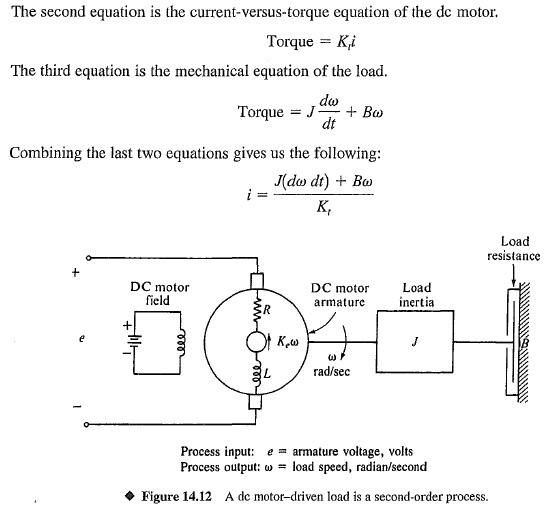 The second equation is the current-versus-torque equation of the dc motor.
Torque = Kₜi
The third equation is the mechanical equation of the load.
Torque = J dω/dt + Bω
Combining the last two equations gives us the following:
i = J(dω dt) + Bω / Kₜ
Load
resistance
+
DC motor
field
R
DC motor
armature
Load
inertia
+
e
Kₑω
J
B
−
ω
rad/sec
L
−
Process input: e = armature voltage, volts
Process output: ω = load speed, radian/second
◆ Figure 14.12 A dc motor–driven load is a second-order process.